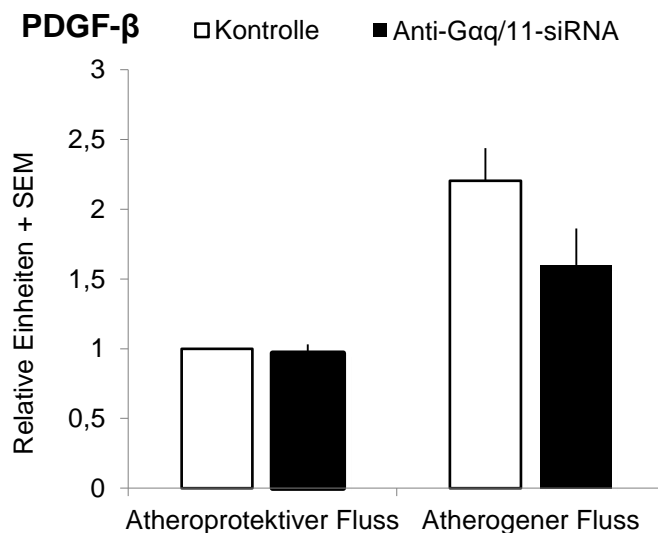 PDGF-β Kontrolle Anti-Gαq/11-siRNA
Relative Einheiten + SEM
3
2,5
2
1,5
1
0,5
0
Atheroprotektiver Fluss Atherogener Fluss